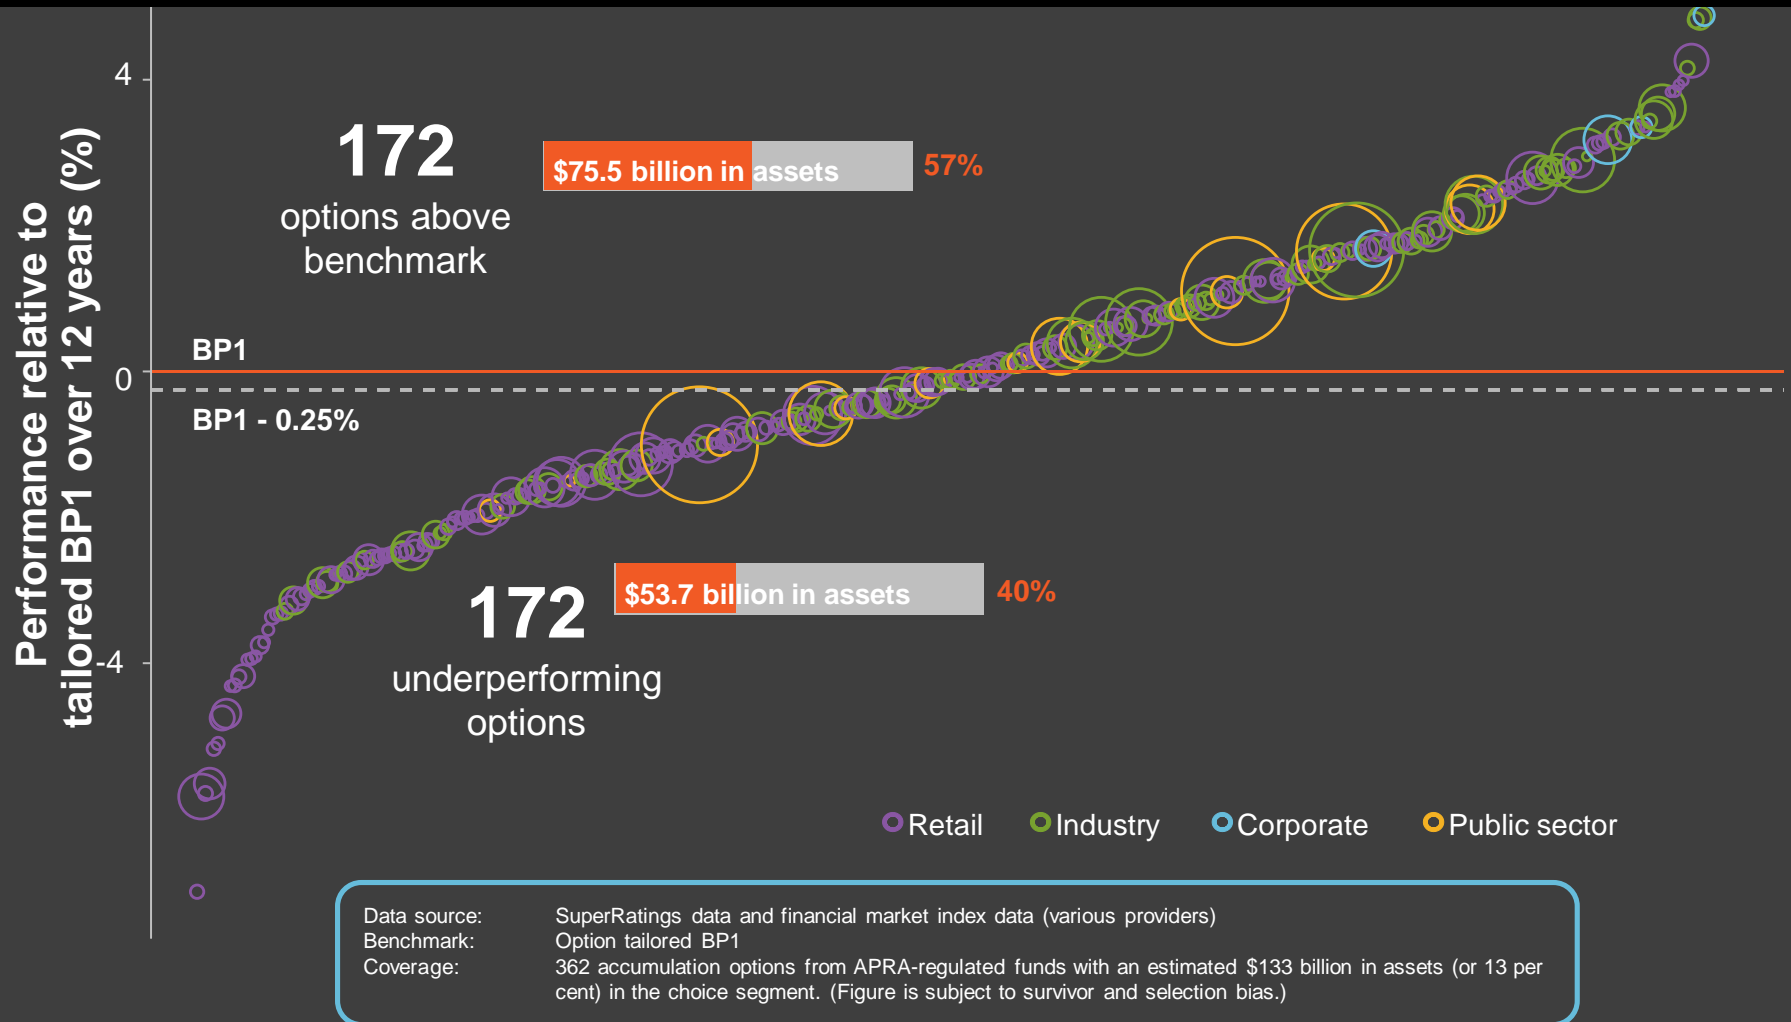 Performance relative to
tailored BP1 over 12 years (%)
4
0
-4
172
options above
benchmark
$75.5 billion in assets
57%
BP1
BP1 - 0.25%
172
underperforming
options
$53.7 billion in assets
40%
Retail
Industry
Corporate
Public sector
Data source: SuperRatings data and financial market index data (various providers)
Benchmark: Option tailored BP1
Coverage: 362 accumulation options from APRA-regulated funds with an estimated $133 billion in assets (or 13 per
cent) in the choice segment. (Figure is subject to survivor and selection bias.)